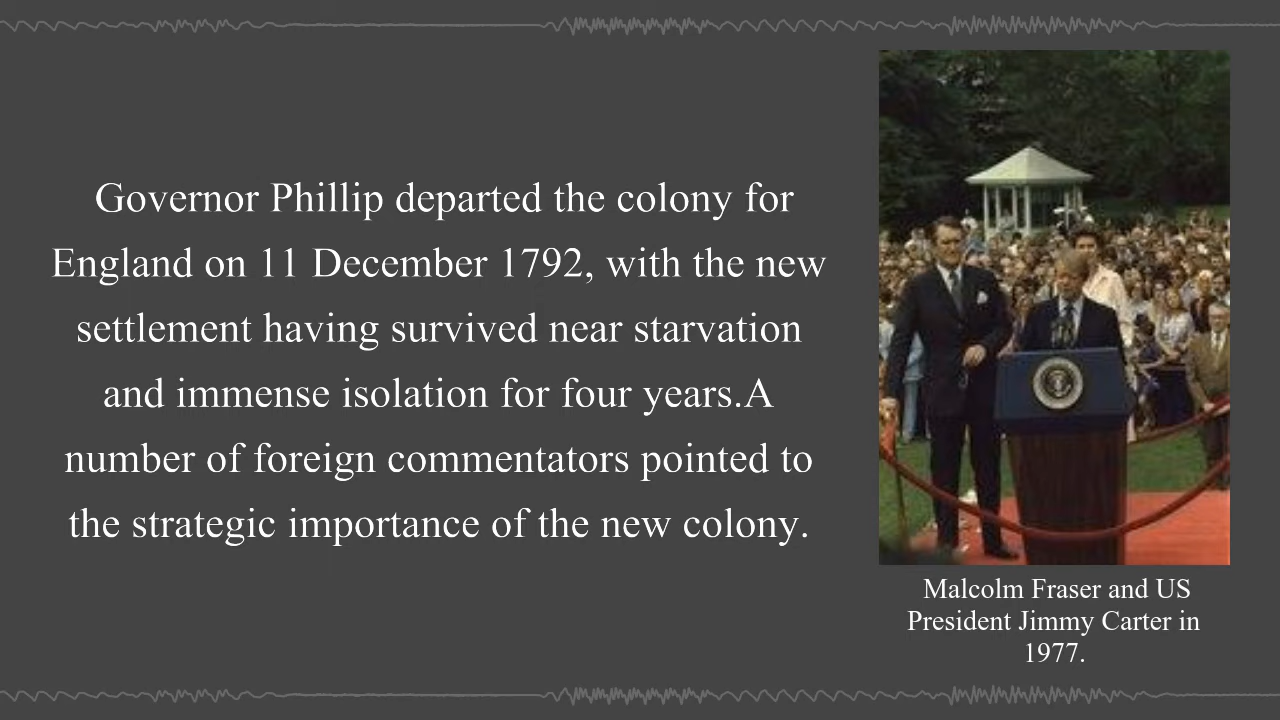 Governor Phillip departed the colony for
England on 11 December 1792, with the new
settlement having survived near starvation
and immense isolation for four years.A
number of foreign commentators pointed to
the strategic importance of the new colony.
Malcolm Fraser and US
President Jimmy Carter in
1977.